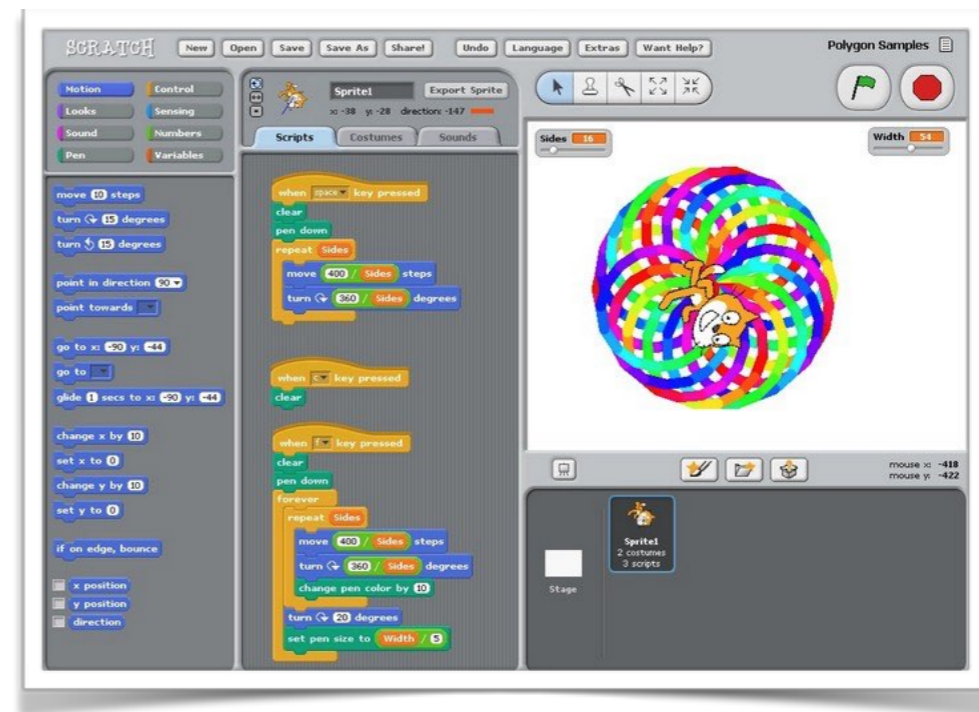 SCRATCH New Open Save Save As Share! Undo Language Extras Want Help? Polygon Samples
Motion Control
Looks Sensing
Sound Numbers
Pen Variables
move 10 steps
turn 15 degrees
turn 15 degrees
point in direction 90
point towards
go to x: -90 y: -44
go to
glide 1 secs to x: -90 y: -44
change x by 10
set x to 0
change y by 10
set y to 0
if on edge, bounce
x position
y position
direction
Sprite1 Export Sprite
x: -38 y: -28 direction: -147
Scripts Costumes Sounds
when space key pressed
clear
pen down
repeat Sides
move 400 / Sides steps
turn 360 / Sides degrees
when c key pressed
clear
when f key pressed
clear
pen down
forever
repeat Sides
move 400 / Sides steps
turn 360 / Sides degrees
change pen color by 10
turn 20 degrees
set pen size to Width / 5
Sides 16
Width 54
mouse x: -418
mouse y: -422
Stage
Sprite1
2 costumes
3 scripts